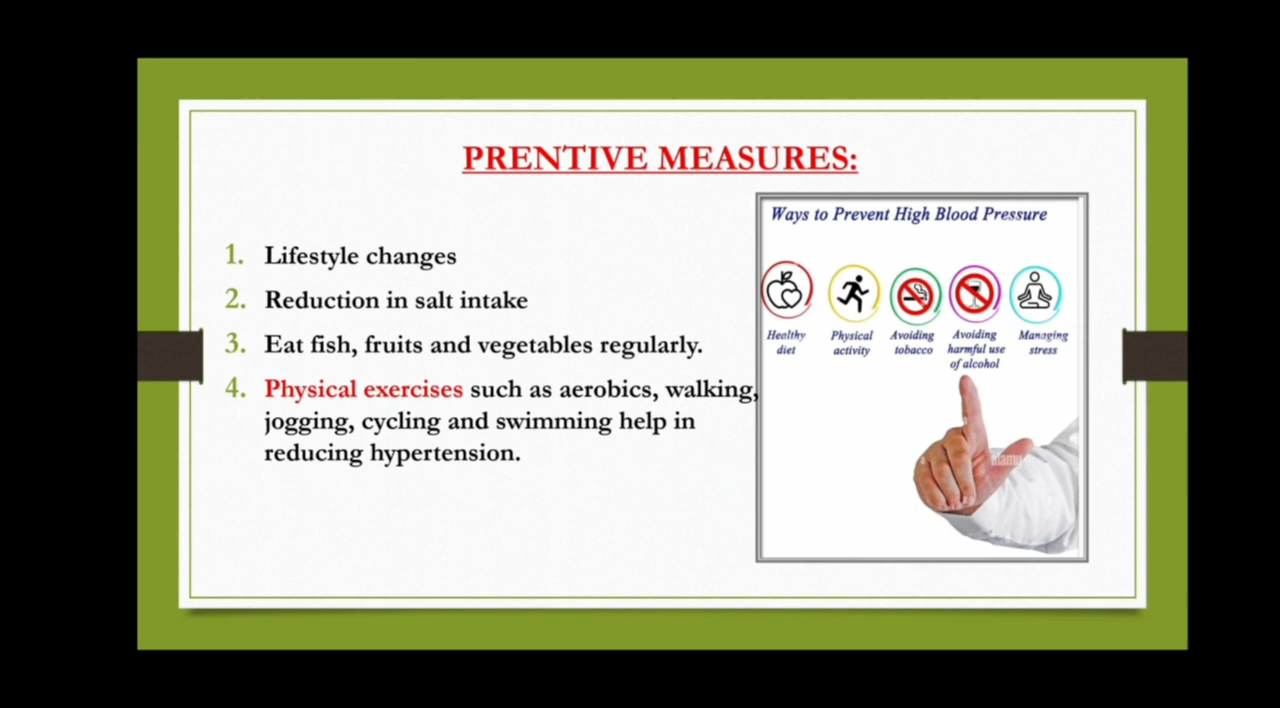 PRENTIVE MEASURES:
1. Lifestyle changes
2. Reduction in salt intake
3. Eat fish, fruits and vegetables regularly.
4. Physical exercises such as aerobics, walking,
jogging, cycling and swimming help in
reducing hypertension.
Ways to Prevent High Blood Pressure
Healthy
diet
Physical
activity
Avoiding
tobacco
Avoiding
harmful use
of alcohol
Managing
stress
alamy